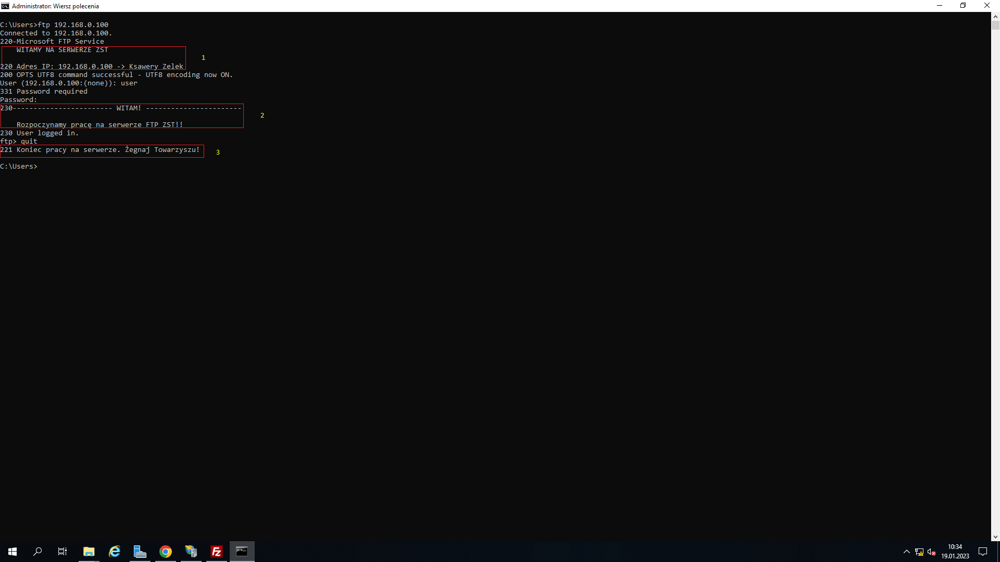 Administrator: Wiersz polecenia
C:\Users>ftp 192.168.0.100
Connected to 192.168.0.100.
220-Microsoft FTP Service
    WITAMY NA SERWERZE ZST
1
220 Adres IP: 192.168.0.100 -> Ksawery Zelek
200 OPTS UTF8 command successful - UTF8 encoding now ON.
User (192.168.0.100:(none)): user
331 Password required
Password:
230------------------------ WITAM! -----------------------
2
    Rozpoczynamy pracę na serwerze FTP ZST!!
230 User logged in.
ftp> quit
221 Koniec pracy na serwerze. Żegnaj Towarzyszu!
3
C:\Users>
10:34
19.01.2023